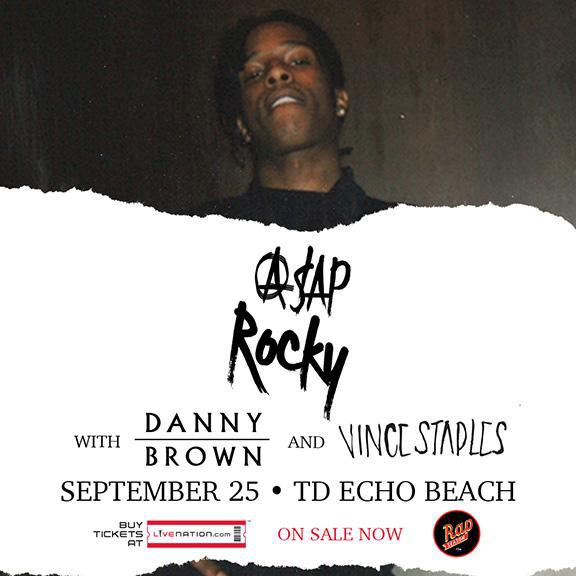 A$AP
Rocky
WITH DANNY BROWN AND VINCE STAPLES
SEPTEMBER 25 • TD ECHO BEACH
BUY TICKETS AT LIVENATION.com ON SALE NOW Rap